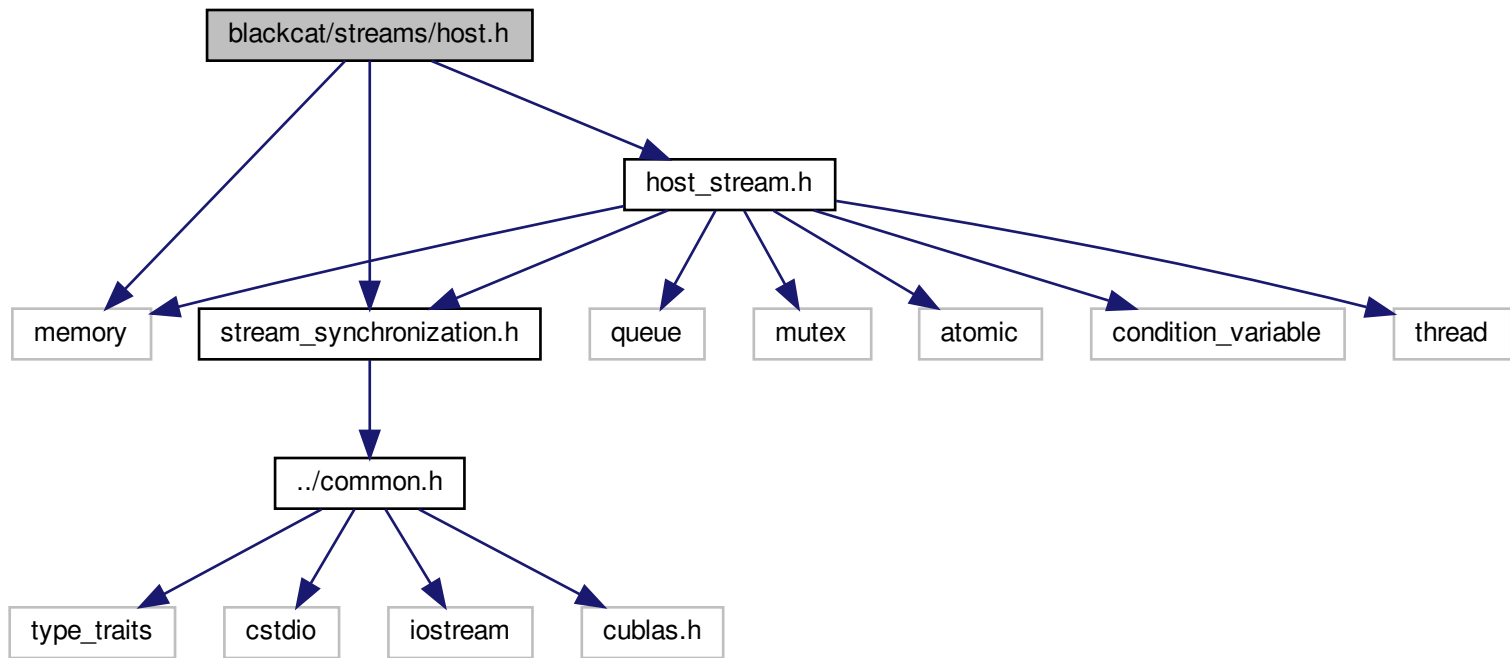 blackcat/streams/host.h
host_stream.h
memory
stream_synchronization.h
queue
mutex
atomic
condition_variable
thread
../common.h
type_traits
cstdio
iostream
cublas.h